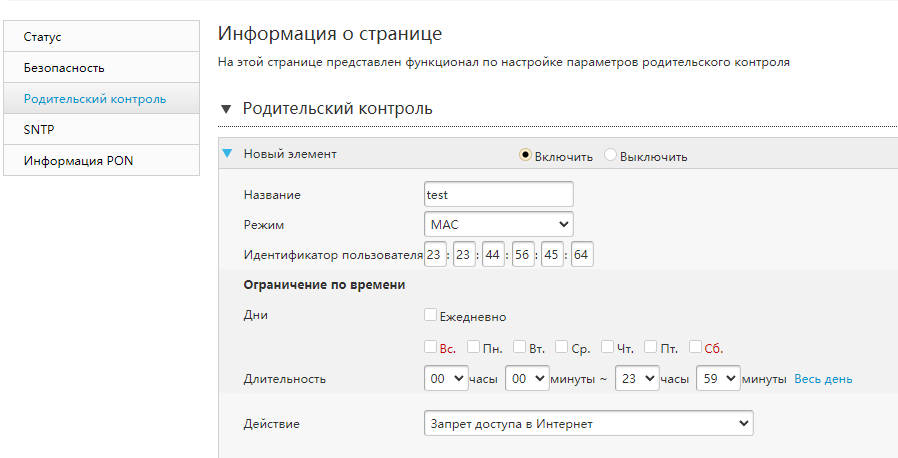 Статус
Безопасность
Родительский контроль
SNTP
Информация PON
Информация о странице
На этой странице представлен функционал по настройке параметров родительского контроля
Родительский контроль
Новый элемент Включить Выключить
Название test
Режим MAC
Идентификатор пользователя 23 : 23 : 44 : 56 : 45 : 64
Ограничение по времени
Дни Ежедневно
Вс. Пн. Вт. Ср. Чт. Пт. Сб.
Длительность 00 часы 00 минуты ~ 23 часы 59 минуты Весь день
Действие Запрет доступа в Интернет